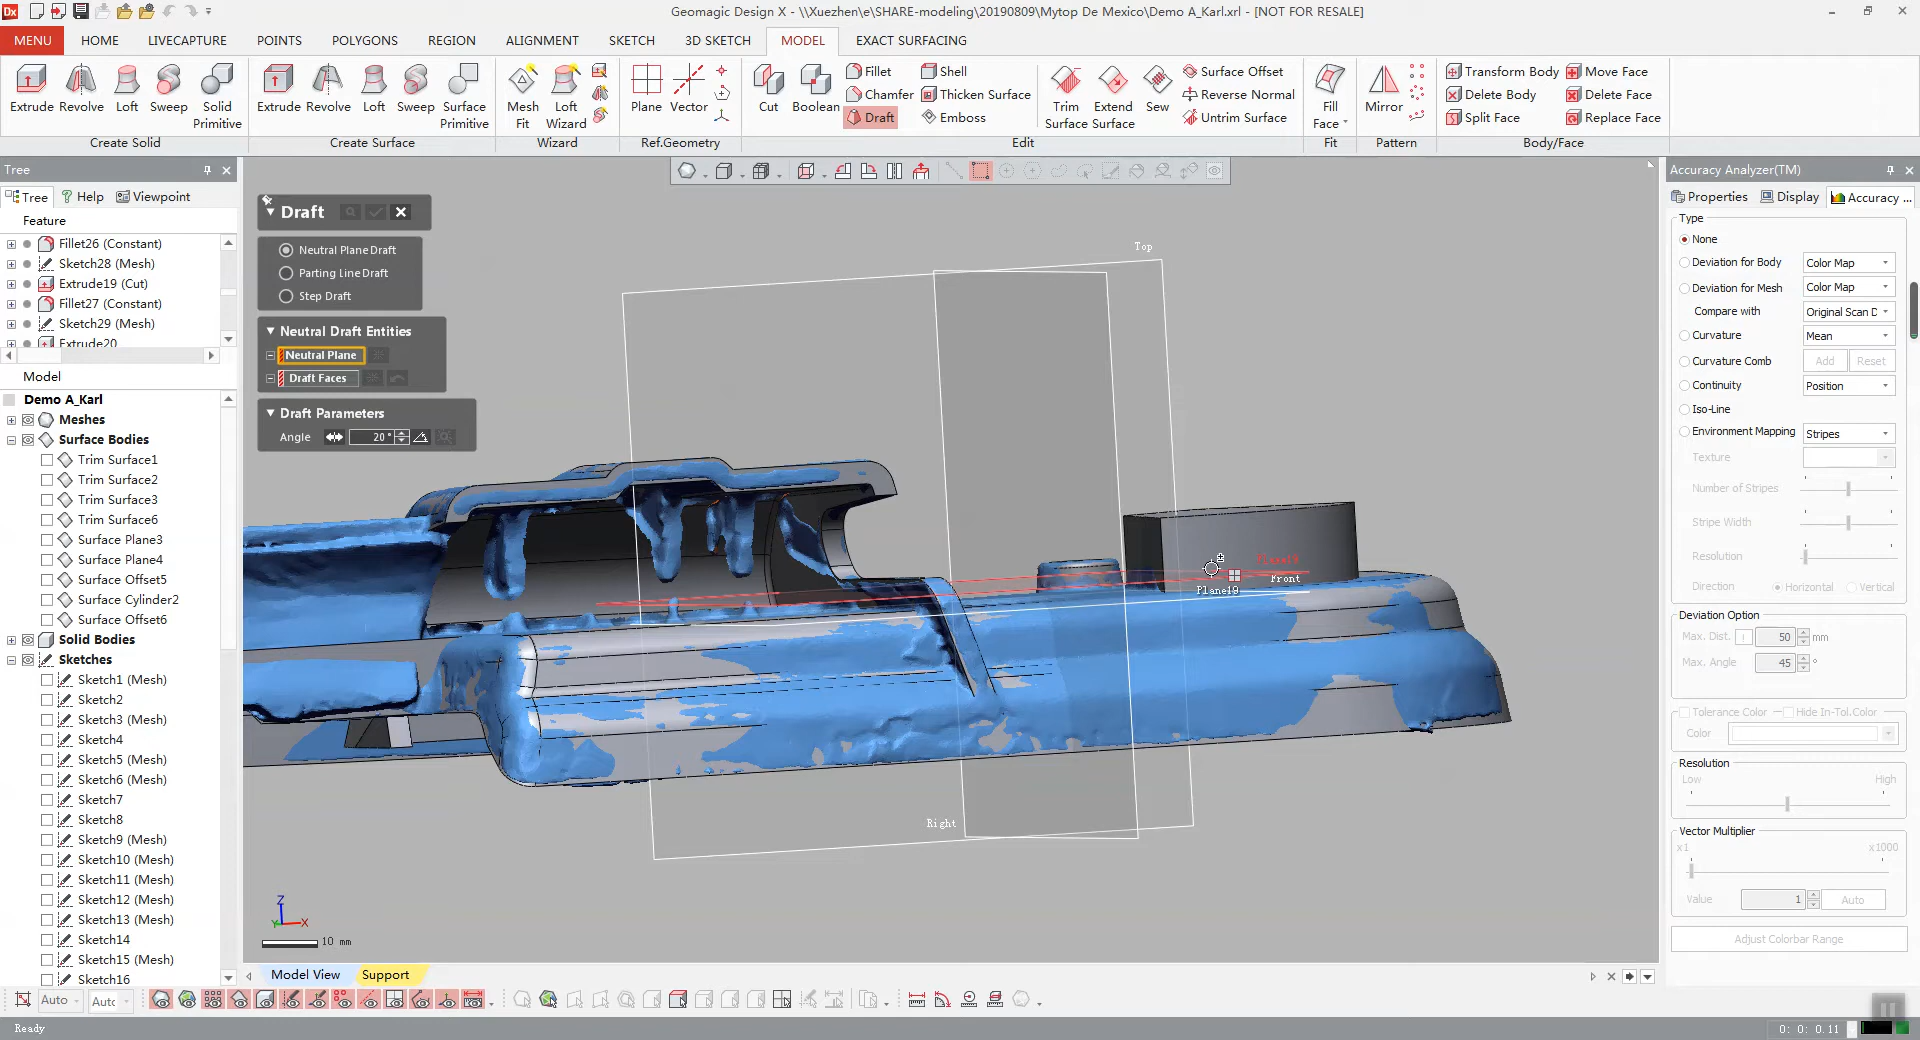 Geomagic Design X - \\Xuezhen\e\SHARE-modeling\20190809\Mytop De Mexico\Demo A_Karl.xrl - [NOT FOR RESALE]
MENU HOME LIVECAPTURE POINTS POLYGONS REGION ALIGNMENT SKETCH 3D SKETCH MODEL EXACT SURFACING
Extrude Revolve Loft Sweep Solid Primitive
Create Solid
Extrude Revolve Loft Sweep Surface Primitive
Create Surface
Mesh Fit Loft Wizard
Wizard
Plane Vector
Ref.Geometry
Cut Boolean
Fillet Shell
Chamfer Thicken Surface
Draft Emboss
Trim Surface Extend Surface Sew
Surface Offset
Reverse Normal
Untrim Surface
Edit
Fill Face
Fit
Mirror
Pattern
Transform Body Move Face
Delete Body Delete Face
Split Face Replace Face
Body/Face
Tree
Tree Help Viewpoint
Feature
Fillet26 (Constant)
Sketch28 (Mesh)
Extrude19 (Cut)
Fillet27 (Constant)
Sketch29 (Mesh)
Extrude20
Model
Demo A_Karl
Meshes
Surface Bodies
Trim Surface1
Trim Surface2
Trim Surface3
Trim Surface6
Surface Plane3
Surface Plane4
Surface Offset5
Surface Cylinder2
Surface Offset6
Solid Bodies
Sketches
Sketch1 (Mesh)
Sketch2
Sketch3 (Mesh)
Sketch4
Sketch5 (Mesh)
Sketch6 (Mesh)
Sketch7
Sketch8
Sketch9 (Mesh)
Sketch10 (Mesh)
Sketch11 (Mesh)
Sketch12 (Mesh)
Sketch13 (Mesh)
Sketch14
Sketch15 (Mesh)
Sketch16
Draft
Neutral Plane Draft
Parting Line Draft
Step Draft
Neutral Draft Entities
Neutral Plane
Draft Faces
Draft Parameters
Angle 20 °
Top
Plane19
Front
Plane19
Right
Z
Y X
10 mm
Model View Support
Accuracy Analyzer(TM)
Properties Display Accuracy ...
Type
None
Deviation for Body Color Map
Deviation for Mesh Color Map
Compare with Original Scan D
Curvature Mean
Curvature Comb Add Reset
Continuity Position
Iso-Line
Environment Mapping Stripes
Texture
Number of Stripes
Stripe Width
Resolution
Direction Horizontal Vertical
Deviation Option
Max. Dist. ! 50 mm
Max. Angle 45 °
Tolerance Color Hide In-Tol.Color
Color
Resolution
Low High
Vector Multiplier
x1 x1000
Value 1 Auto
Adjust Colorbar Range
Auto Auto
Ready
0: 0: 0.11